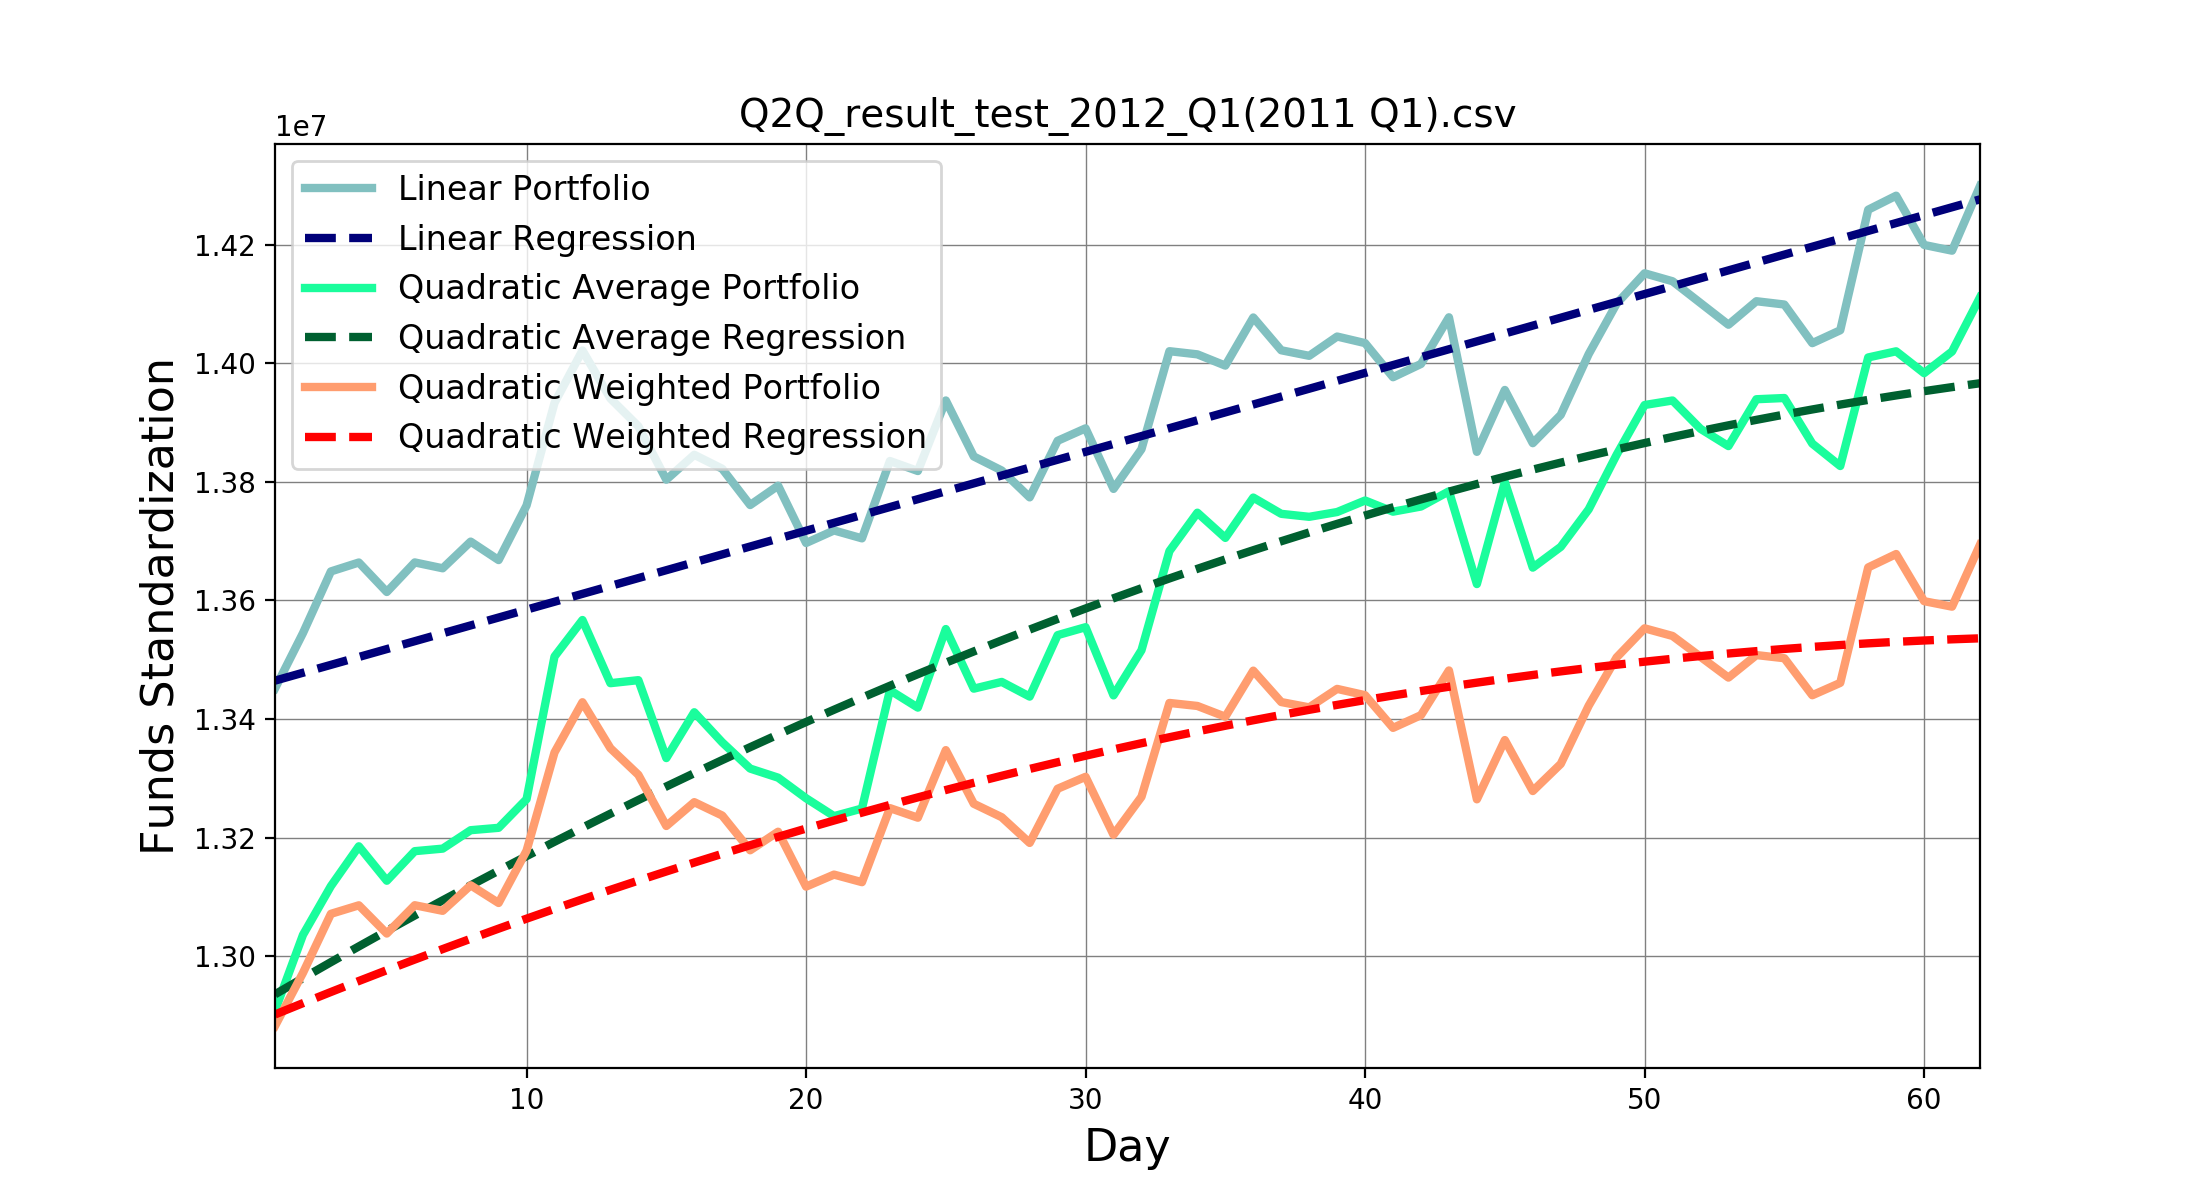 Q2Q_result_test_2012_Q1(2011 Q1).csv
1e7
Linear Portfolio
Linear Regression
Quadratic Average Portfolio
Quadratic Average Regression
Quadratic Weighted Portfolio
Quadratic Weighted Regression
1.42
1.40
1.38
1.36
1.34
1.32
1.30
Funds Standardization
10 20 30 40 50 60
Day